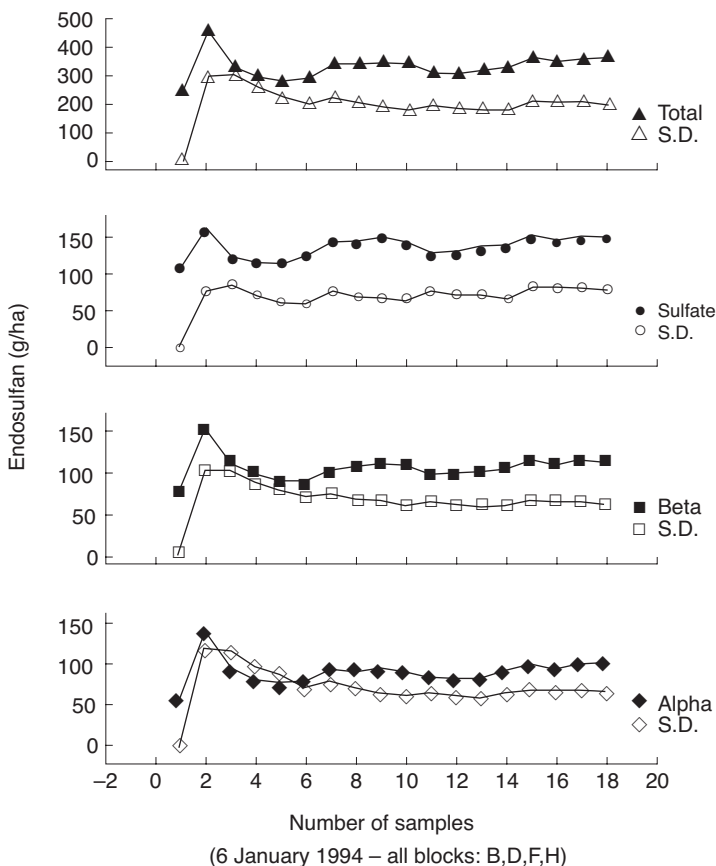 500
400
300
200
100
0
Total
S.D.
150
100
50
0
Sulfate
S.D.
Endosulfan (g/ha)
150
100
50
0
Beta
S.D.
150
100
50
0
Alpha
S.D.
−2 0 2 4 6 8 10 12 14 16 18 20
Number of samples
(6 January 1994 – all blocks: B,D,F,H)